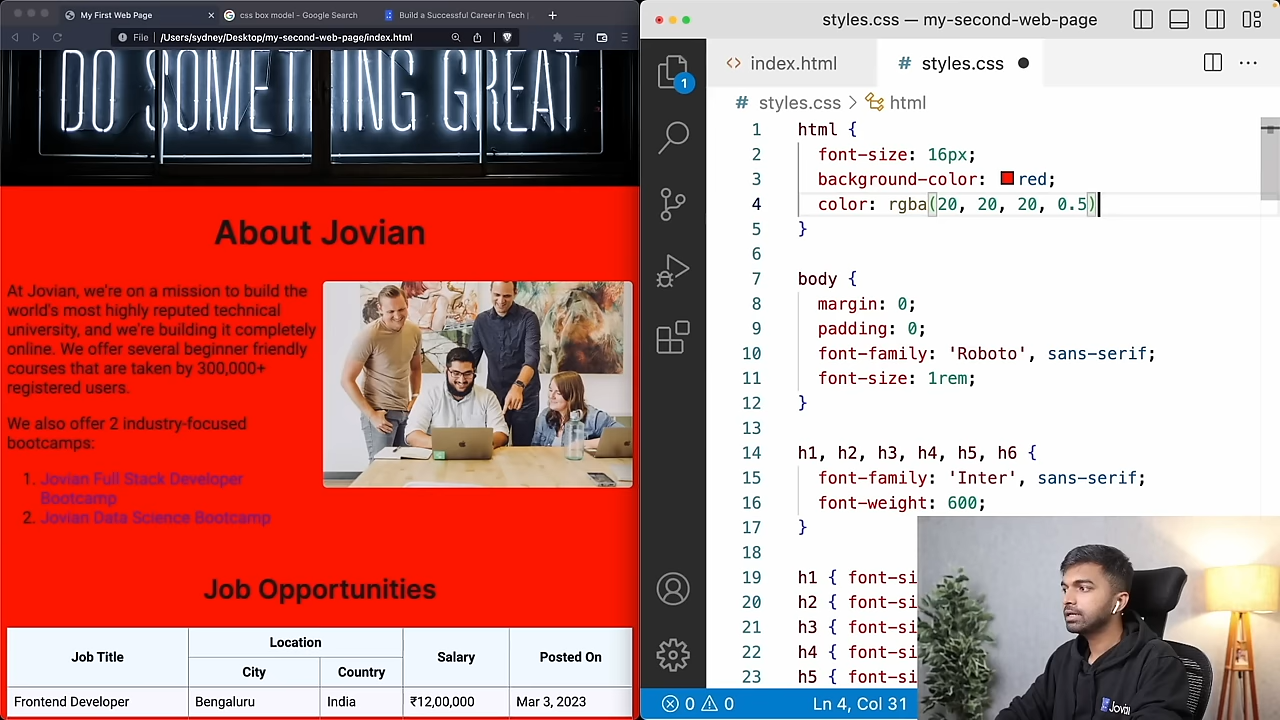 My First Web Page
css box model - Google Search
Build a Successful Career in Tech |
File
/Users/sydney/Desktop/my-second-web-page/index.html
DO SOMETHING GREAT
About Jovian
At Jovian, we're on a mission to build the
world's most highly reputed technical
university, and we're building it completely
online. We offer several beginner friendly
courses that are taken by 300,000+
registered users.
We also offer 2 industry-focused
bootcamps:
1. Jovian Full Stack Developer
Bootcamp
2. Jovian Data Science Bootcamp
Job Opportunities
Job Title
Location
City
Country
Salary
Posted On
Frontend Developer
Bengaluru
India
₹12,00,000
Mar 3, 2023
styles.css — my-second-web-page
1
<> index.html
# styles.css
# styles.css > html
1 html {
2 font-size: 16px;
3 background-color: red;
4 color: rgba(20, 20, 20, 0.5)
5 }
6
7 body {
8 margin: 0;
9 padding: 0;
10 font-family: 'Roboto', sans-serif;
11 font-size: 1rem;
12 }
13
14 h1, h2, h3, h4, h5, h6 {
15 font-family: 'Inter', sans-serif;
16 font-weight: 600;
17 }
18
19 h1 { font-si
20 h2 { font-si
21 h3 { font-si
22 h4 { font-si
23 h5 { font-si
0 0
Ln 4, Col 31